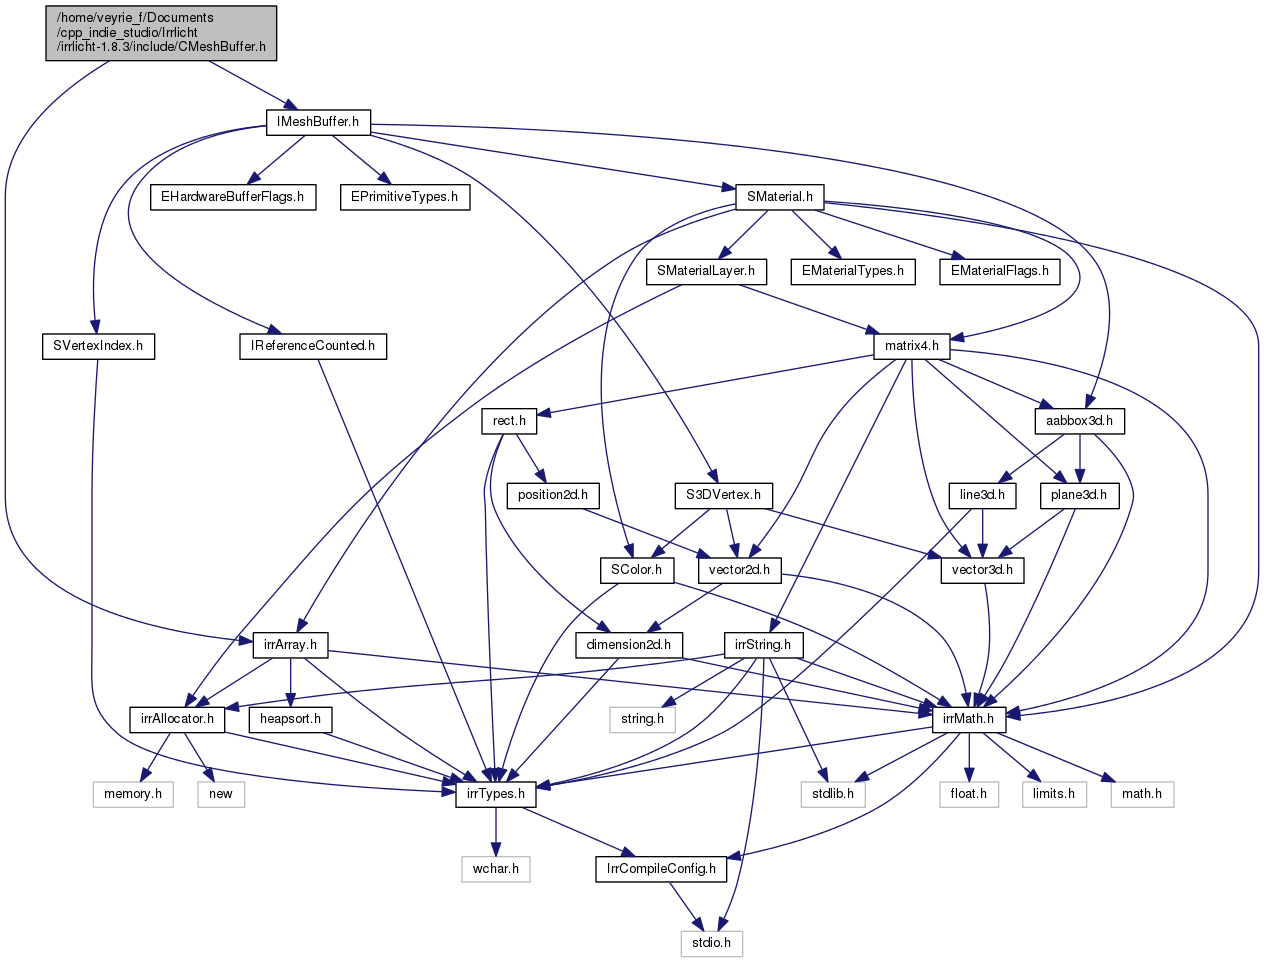 /home/veyrie_f/Documents
/cpp_indie_studio/Irrlicht
/irrlicht-1.8.3/include/CMeshBuffer.h
IMeshBuffer.h
EHardwareBufferFlags.h
EPrimitiveTypes.h
SMaterial.h
SMaterialLayer.h
EMaterialTypes.h
EMaterialFlags.h
SVertexIndex.h
IReferenceCounted.h
matrix4.h
rect.h
aabbox3d.h
position2d.h
S3DVertex.h
line3d.h
plane3d.h
SColor.h
vector2d.h
vector3d.h
irrArray.h
dimension2d.h
irrString.h
irrAllocator.h
heapsort.h
string.h
irrMath.h
memory.h
new
irrTypes.h
stdlib.h
float.h
limits.h
math.h
wchar.h
IrrCompileConfig.h
stdio.h